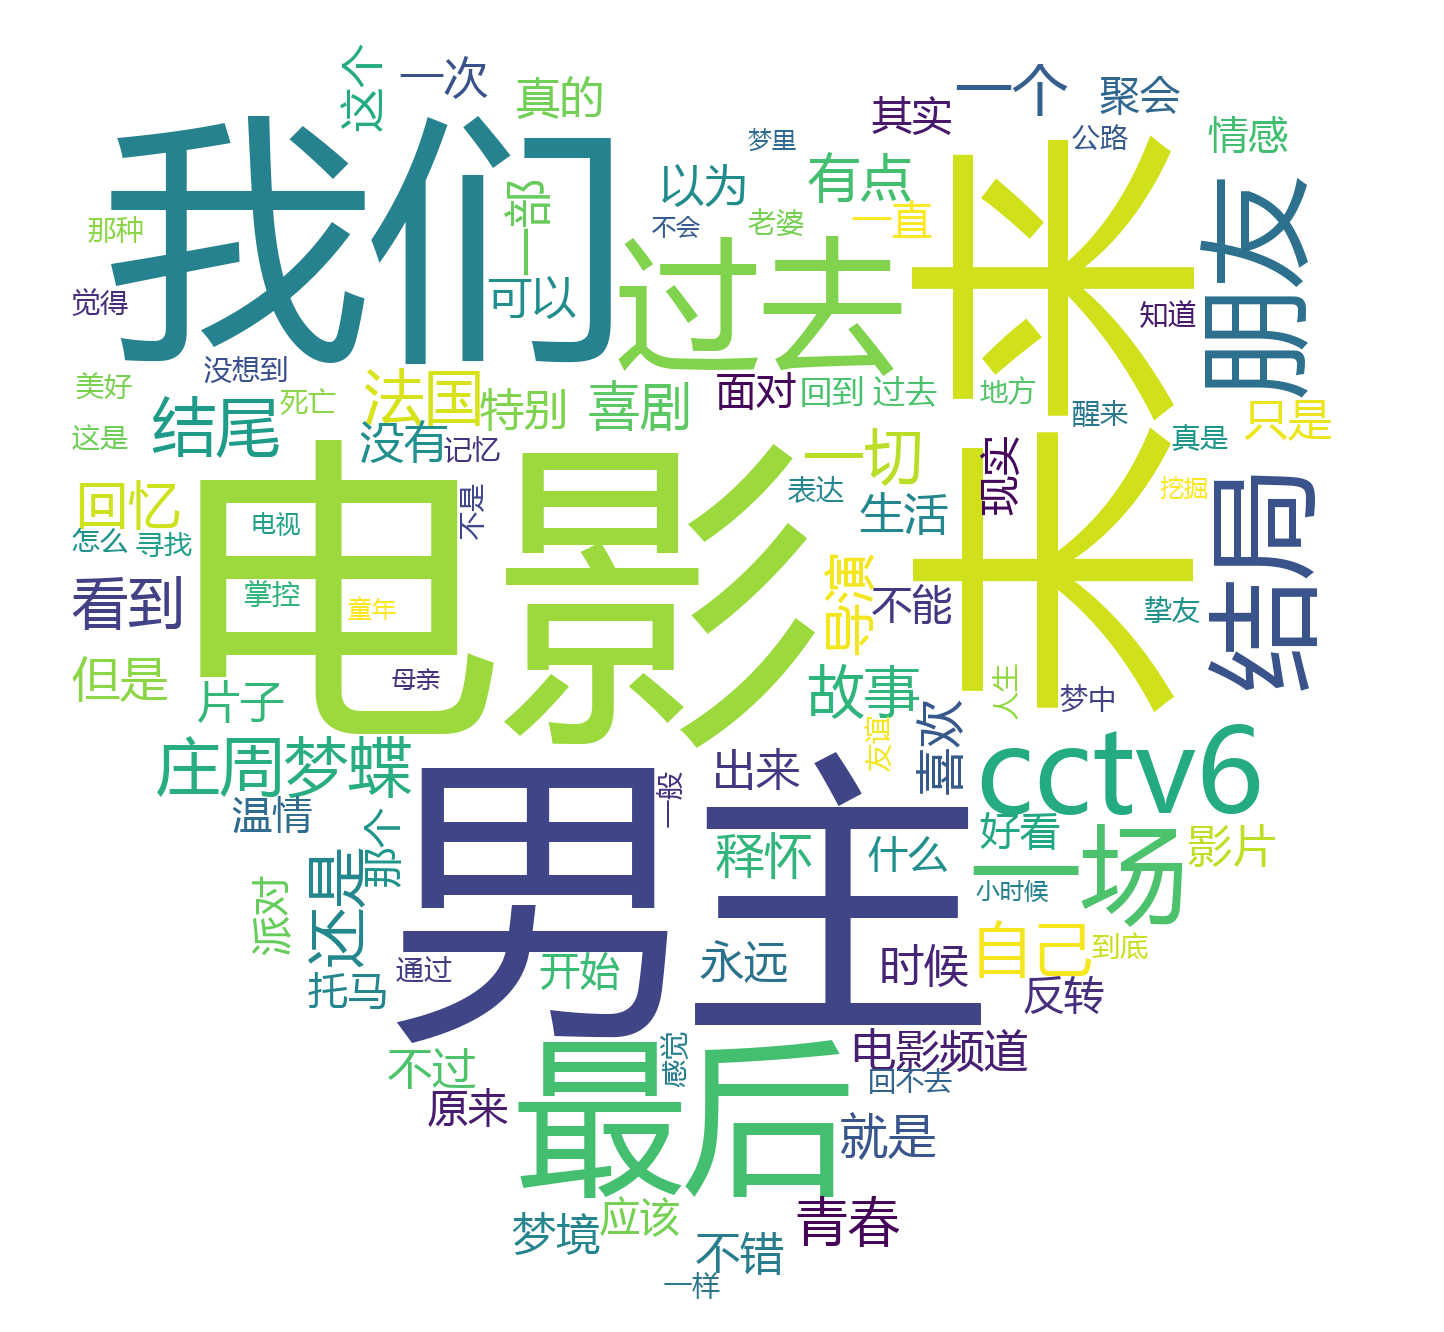 这个
一次
真的
其实
一个
聚会
公路
情感
梦里
我们
一部
以为
有点
来
未来
朋友
那种
不会
老婆
一直
过去
可以
觉得
知道
没想到
美好
死亡
法国
特别
喜剧
面对
回到 过去
地方
醒来
只是
结尾
没有
记忆
这是
一切
现实
真是
挖掘
表达
生活
回忆
电视
不是
电影
怎么
寻找
结局
看到
掌控
童年
导演
不能
挚友
但是
母亲
故事
人生
梦中
片子
友谊
喜欢
庄周梦蝶
出来
cctv6
温情
一般
男主
那个
释怀
什么
好看
一场
影片
小时候
还是
派对
自己
到底
托马
通过
开始
永远
时候
反转
电影频道
不过
感觉
回不去
原来
最后
就是
梦境
应该
青春
不错
一样